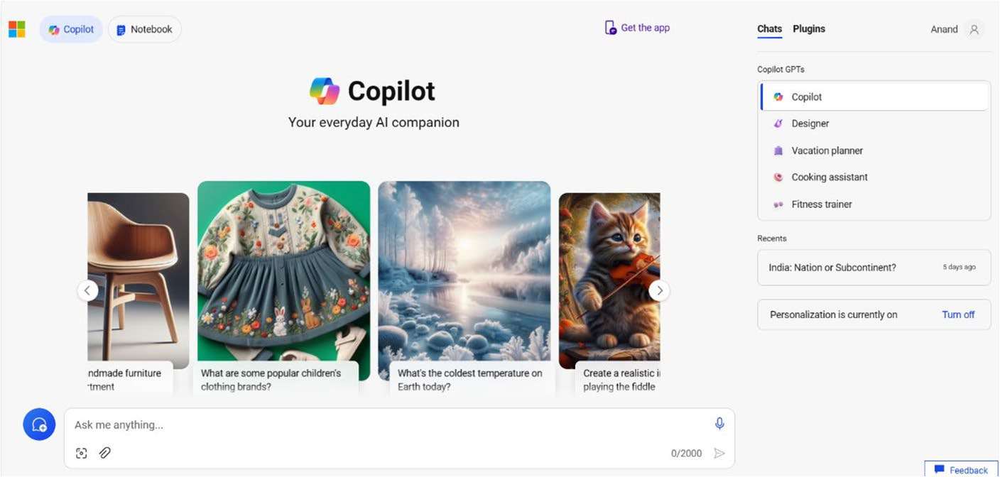 Copilot
Notebook
Get the app
Chats
Plugins
Anand
Copilot
Your everyday AI companion
Copilot GPTs
Copilot
Designer
Vacation planner
Cooking assistant
Fitness trainer
Recents
India: Nation or Subcontinent?
5 days ago
Personalization is currently on
Turn off
ndmade furniture
rtment
What are some popular children's
clothing brands?
What's the coldest temperature on
Earth today?
Create a realistic i
playing the fiddle
Ask me anything...
0/2000
Feedback